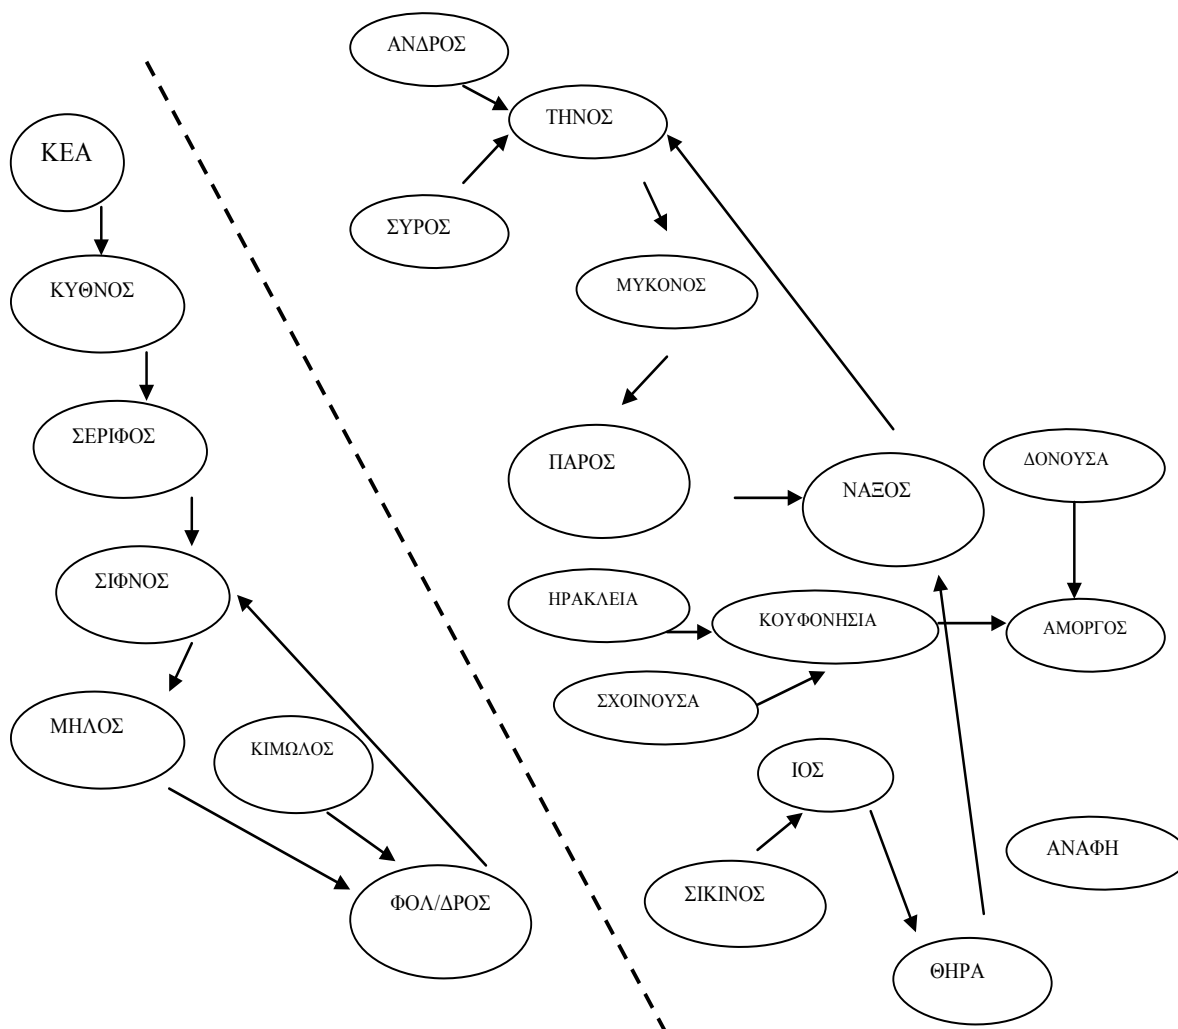 ΑΝΔΡΟΣ
ΤΗΝΟΣ
ΚΕΑ
ΣΥΡΟΣ
ΚΥΘΝΟΣ
ΜΥΚΟΝΟΣ
ΣΕΡΙΦΟΣ
ΠΑΡΟΣ
ΝΑΞΟΣ
ΔΟΝΟΥΣΑ
ΣΙΦΝΟΣ
ΗΡΑΚΛΕΙΑ
ΚΟΥΦΟΝΗΣΙΑ
ΑΜΟΡΓΟΣ
ΣΧΟΙΝΟΥΣΑ
ΜΗΛΟΣ
ΚΙΜΩΛΟΣ
ΙΟΣ
ΑΝΑΦΗ
ΣΙΚΙΝΟΣ
ΦΟΛ/ΔΡΟΣ
ΘΗΡΑ